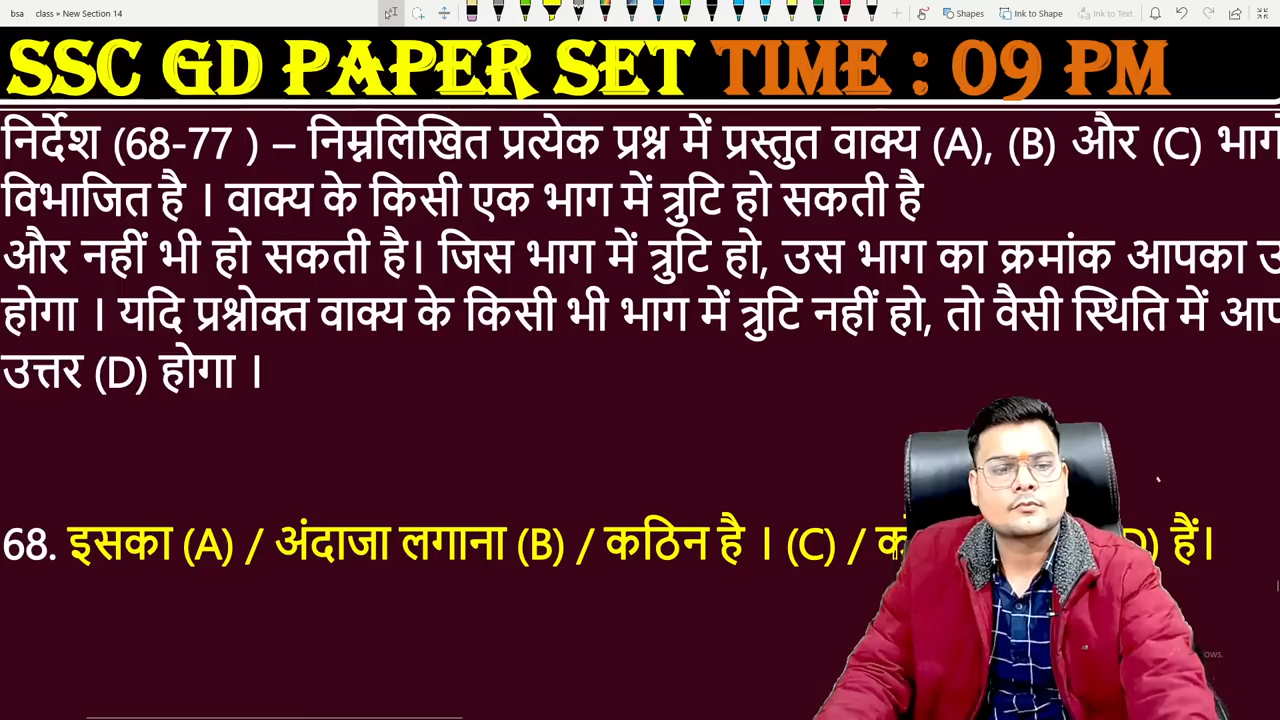 bsa class » New Section 14
Shapes Ink to Shape Ink to Text
SSC GD PAPER SET TIME : 09 PM
निर्देश (68-77 ) – निम्नलिखित प्रत्येक प्रश्न में प्रस्तुत वाक्य (A), (B) और (C)
विभाजित है । वाक्य के किसी एक भाग में त्रुटि हो सकती है
और नहीं भी हो सकती है। जिस भाग में त्रुटि हो, उस भाग का क्रमांक आपका
होगा । यदि प्रश्नोक्त वाक्य के किसी भी भाग में त्रुटि नहीं हो, तो वैसी स्थिति में
उत्तर (D) होगा ।
68. इसका (A) / अंदाजा लगाना (B) / कठिन है । (C) / D) हैं।
ows.